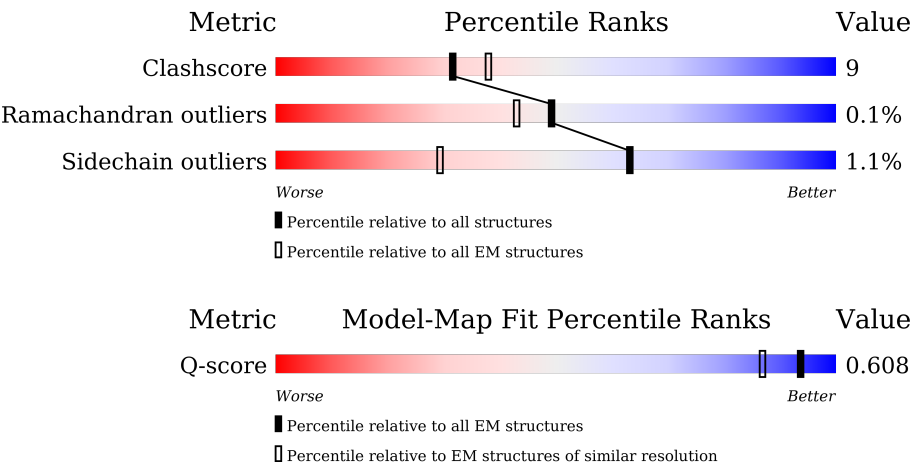 Metric Percentile Ranks Value
Clashscore 9
Ramachandran outliers 0.1%
Sidechain outliers 1.1%
Worse Better
Percentile relative to all structures
Percentile relative to all EM structures
Metric Model-Map Fit Percentile Ranks Value
Q-score 0.608
Worse Better
Percentile relative to all EM structures
Percentile relative to EM structures of similar resolution